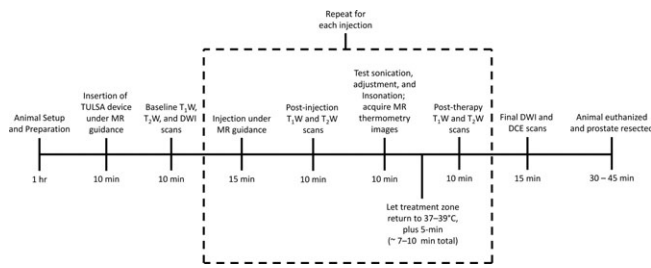 Repeat for
each injection
Animal Setup
and Preparation
Insertion of
TULSA device
under MR
guidance
Baseline T₁W,
T₂W, and DWI
scans
Injection under
MR guidance
Post-injection
T₁W and T₂W
scans
Test sonication,
adjustment, and
Insonation;
acquire MR
thermometry
images
Post-therapy
T₁W and T₂W
scans
Final DWI and
DCE scans
Animal euthanized
and prostate resected
1 hr
10 min
10 min
15 min
10 min
10 min
10 min
15 min
30 – 45 min
Let treatment zone
return to 37–39°C,
plus 5-min
(~ 7–10 min total)